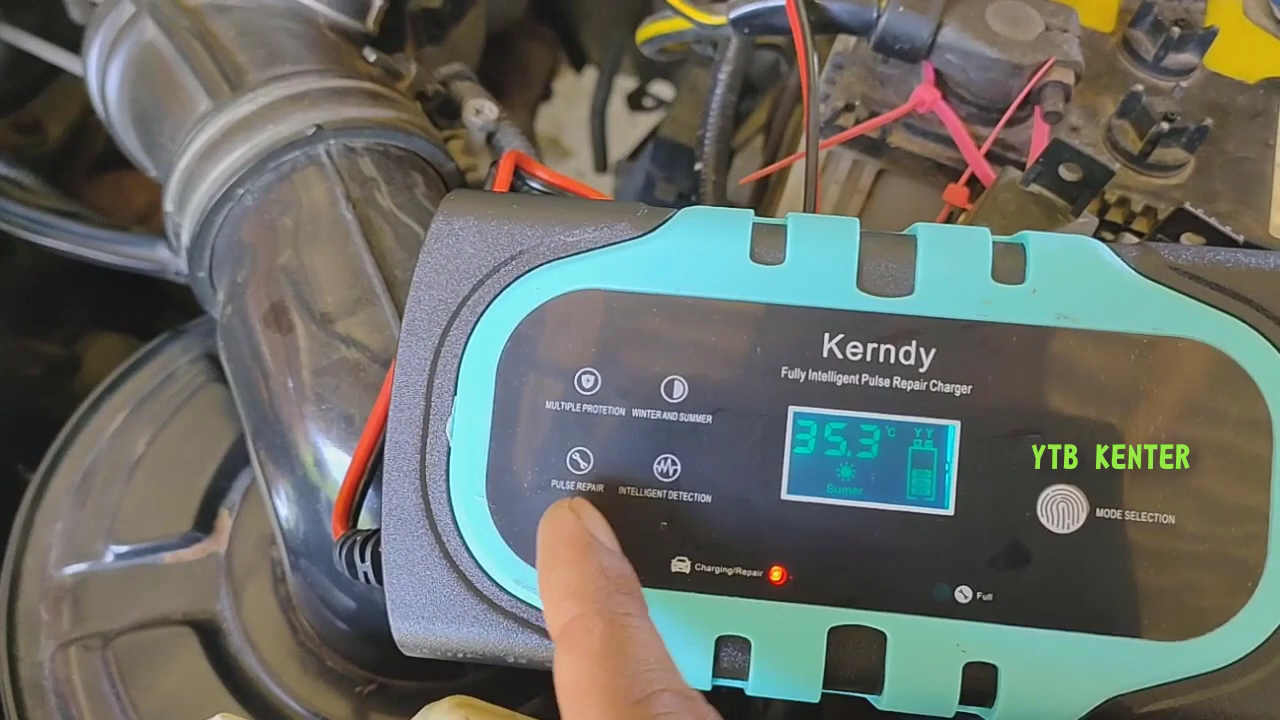 Kerndy
Fully Intelligent Pulse Repair Charger
MULTIPLE PROTETION
WINTER AND SUMMER
PULSE REPAIR
INTELLIGENT DETECTION
35.3°C
Sumer
YTB KENTER
MODE SELECTION
Charging/Repair
Full